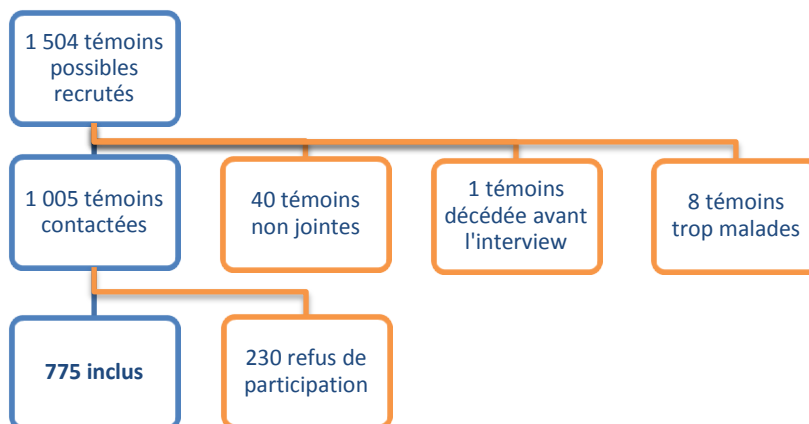 1 504 témoins
possibles
recrutés
1 005 témoins
contactées
40 témoins
non jointes
1 témoins
décédée avant
l'interview
8 témoins
trop malades
775 inclus
230 refus de
participation